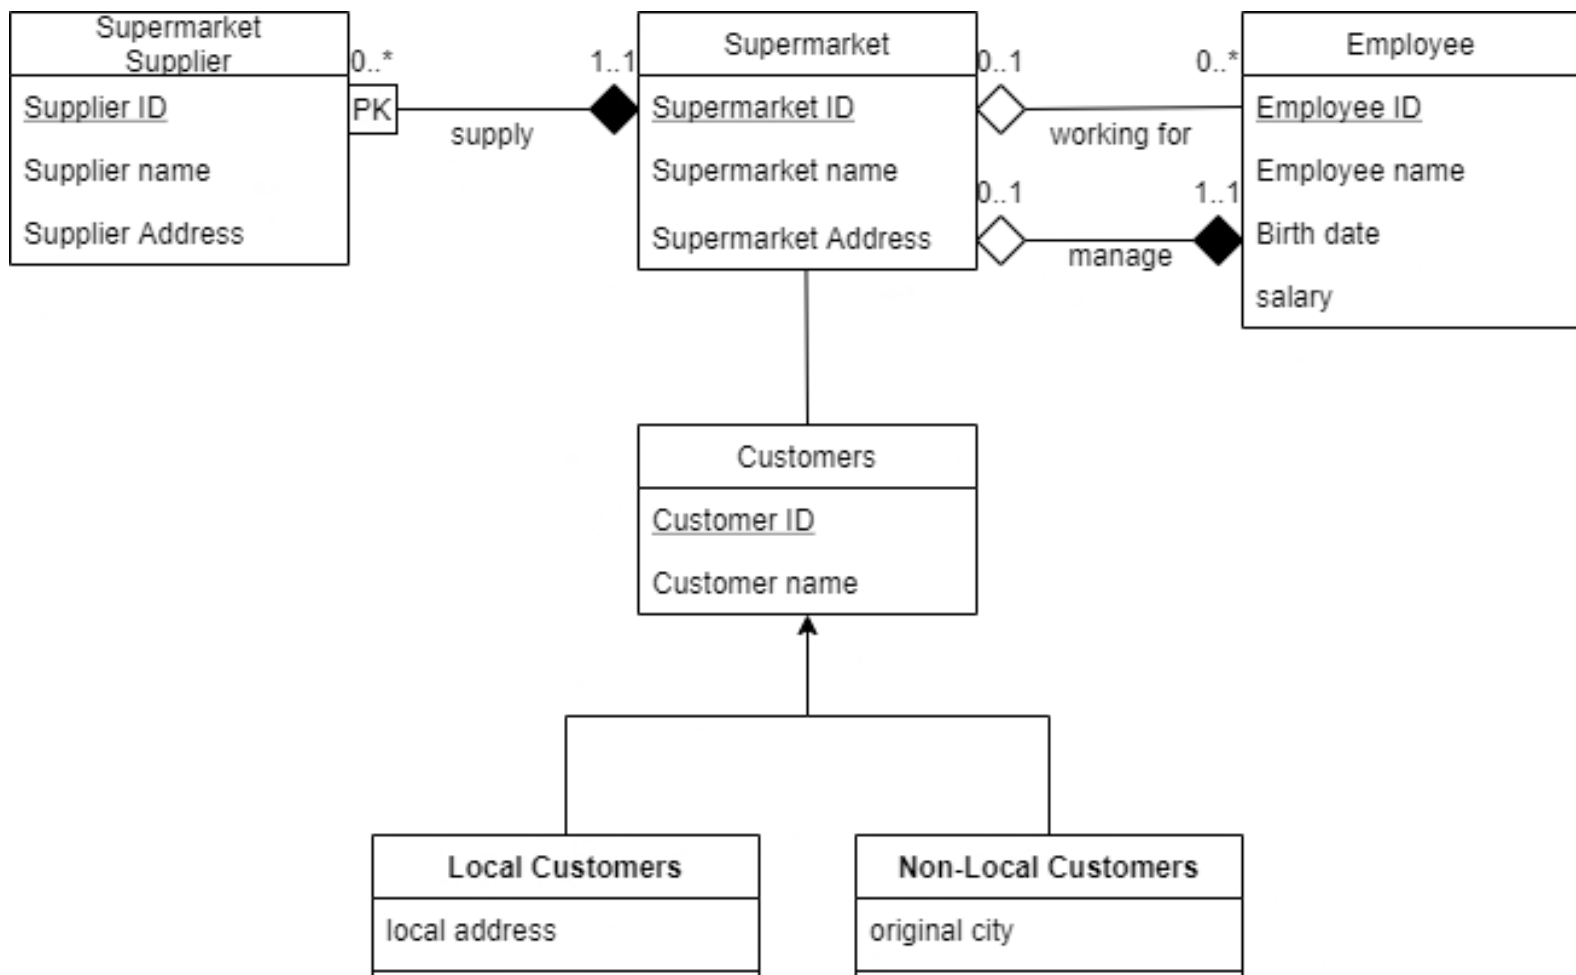 Supermarket
Supplier
Supplier ID
Supplier name
Supplier Address
0..*
PK
supply
1..1
Supermarket
Supermarket ID
Supermarket name
Supermarket Address
0..1
working for
0..*
0..1
manage
1..1
Employee
Employee ID
Employee name
Birth date
salary
Customers
Customer ID
Customer name
Local Customers
local address
Non-Local Customers
original city